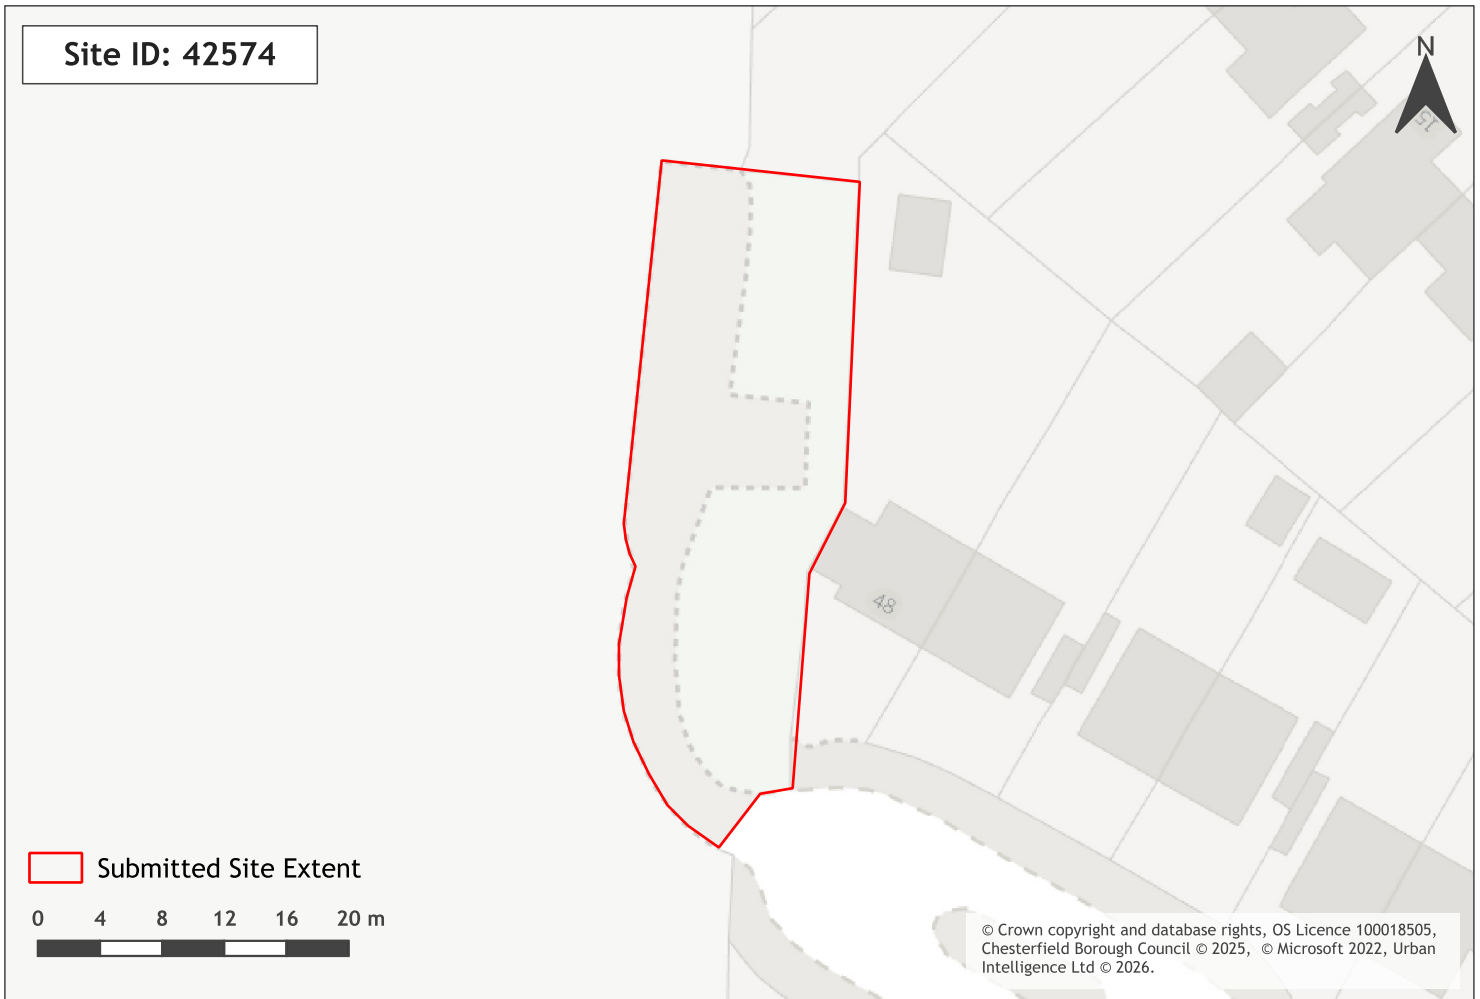 Site ID: 42574
N
15
48
Submitted Site Extent
0 4 8 12 16 20 m
© Crown copyright and database rights, OS Licence 100018505,
Chesterfield Borough Council © 2025, © Microsoft 2022, Urban
Intelligence Ltd © 2026.